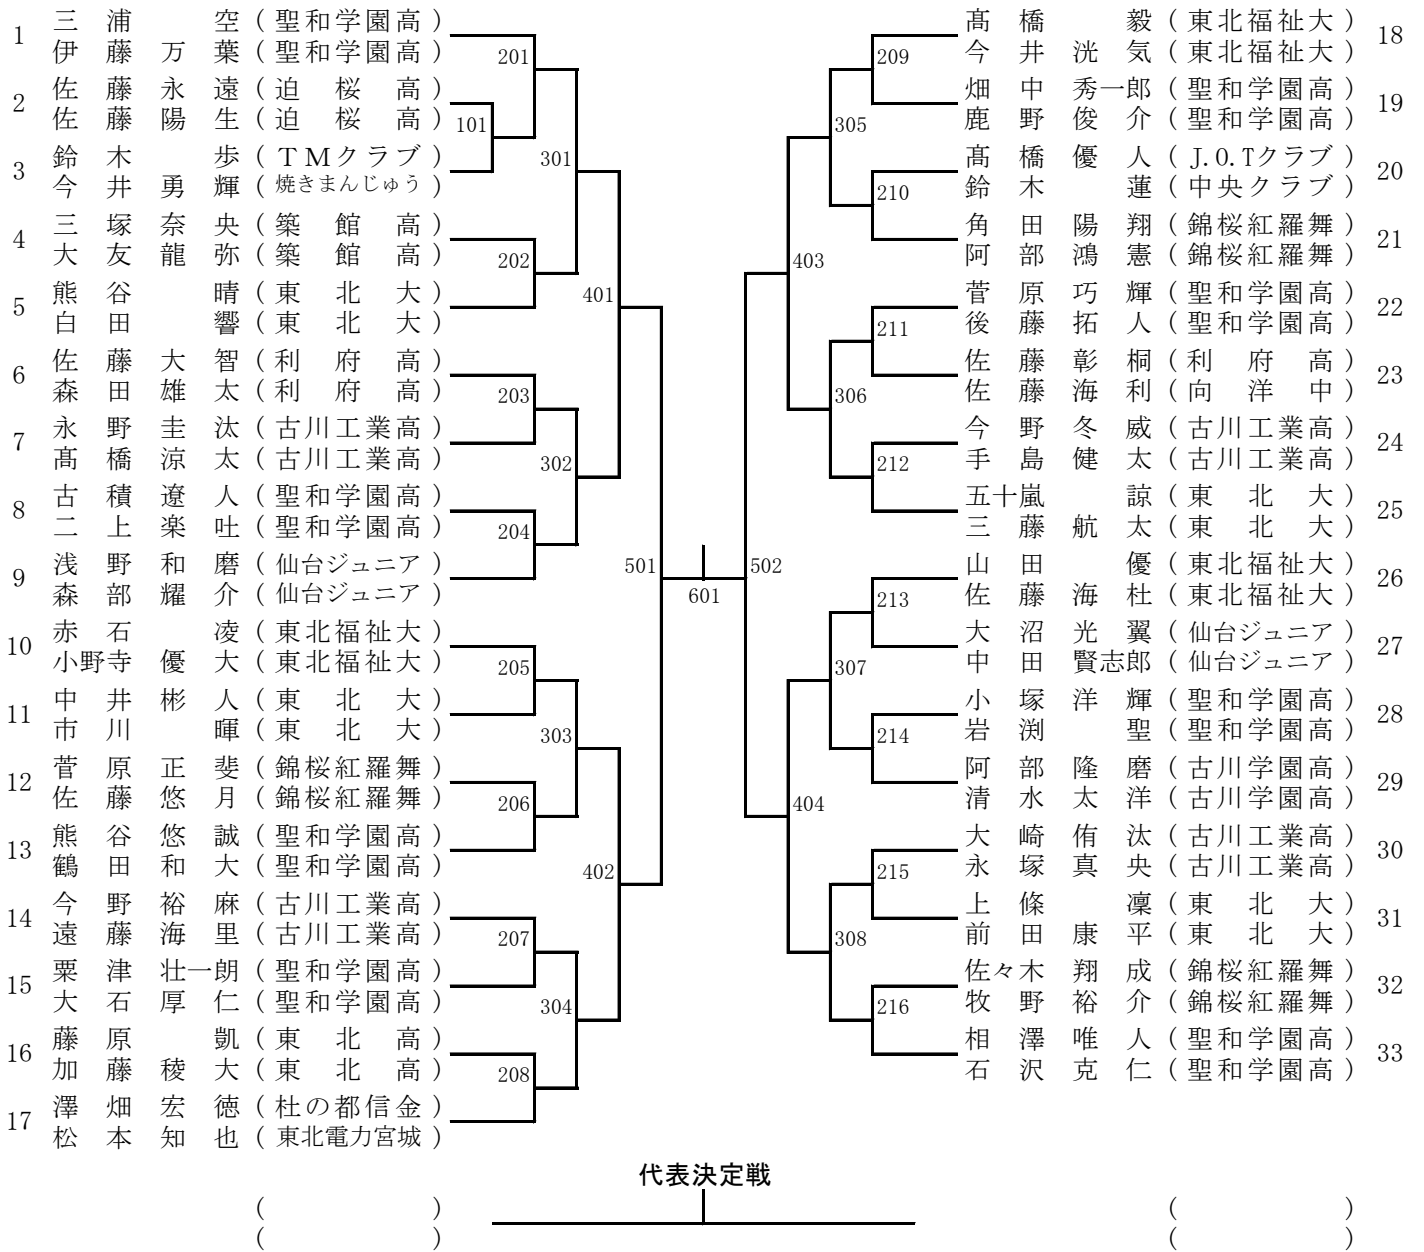 1 三浦 空 (聖和学園高)
伊藤万葉 (聖和学園高)
2 佐藤永遠 (迫桜高)
佐藤陽生 (迫桜高)
3 鈴木 歩 (TMクラブ)
今井勇輝 (焼きまんじゅう)
4 三塚奈央 (築館高)
大友龍弥 (築館高)
5 熊谷 晴 (東北大)
白田 響 (東北大)
6 佐藤大智 (利府高)
森田雄太 (利府高)
7 永野圭汰 (古川工業高)
髙橋涼太 (古川工業高)
8 古積遼人 (聖和学園高)
二上楽吐 (聖和学園高)
9 浅野和磨 (仙台ジュニア)
森部耀介 (仙台ジュニア)
10 赤石 凌 (東北福祉大)
小野寺優大 (東北福祉大)
11 中井彬人 (東北大)
市川 暉 (東北大)
12 菅原正斐 (錦桜紅羅舞)
佐藤悠月 (錦桜紅羅舞)
13 熊谷悠誠 (聖和学園高)
鶴田和大 (聖和学園高)
14 今野裕麻 (古川工業高)
遠藤海里 (古川工業高)
15 粟津壮一朗 (聖和学園高)
大石厚仁 (聖和学園高)
16 藤原 凱 (東北高)
加藤稜大 (東北高)
17 澤畑宏徳 (杜の都信金)
松本知也 (東北電力宮城)
101
201
202
203
204
205
206
207
208
301
302
303
304
401
402
501
601
502
403
404
305
306
307
308
209
210
211
212
213
214
215
216
髙橋 毅 (東北福祉大) 18
今井洸気 (東北福祉大)
畑中秀一郎 (聖和学園高) 19
鹿野俊介 (聖和学園高)
髙橋優人 (J.O.Tクラブ) 20
鈴木 蓮 (中央クラブ)
角田陽翔 (錦桜紅羅舞) 21
阿部鴻憲 (錦桜紅羅舞)
菅原巧輝 (聖和学園高) 22
後藤拓人 (聖和学園高)
佐藤彰桐 (利府高) 23
佐藤海利 (向洋中)
今野冬威 (古川工業高) 24
手島健太 (古川工業高)
五十嵐 諒 (東北大) 25
三藤航太 (東北大)
山田 優 (東北福祉大) 26
佐藤海杜 (東北福祉大)
大沼光翼 (仙台ジュニア) 27
中田賢志郎 (仙台ジュニア)
小塚洋輝 (聖和学園高) 28
岩渕 聖 (聖和学園高)
阿部隆磨 (古川学園高) 29
清水太洋 (古川学園高)
大崎侑汰 (古川工業高) 30
永塚真央 (古川工業高)
上條 凜 (東北大) 31
前田康平 (東北大)
佐々木翔成 (錦桜紅羅舞) 32
牧野裕介 (錦桜紅羅舞)
相澤唯人 (聖和学園高) 33
石沢克仁 (聖和学園高)
代表決定戦
( ) ( )
( ) ( )